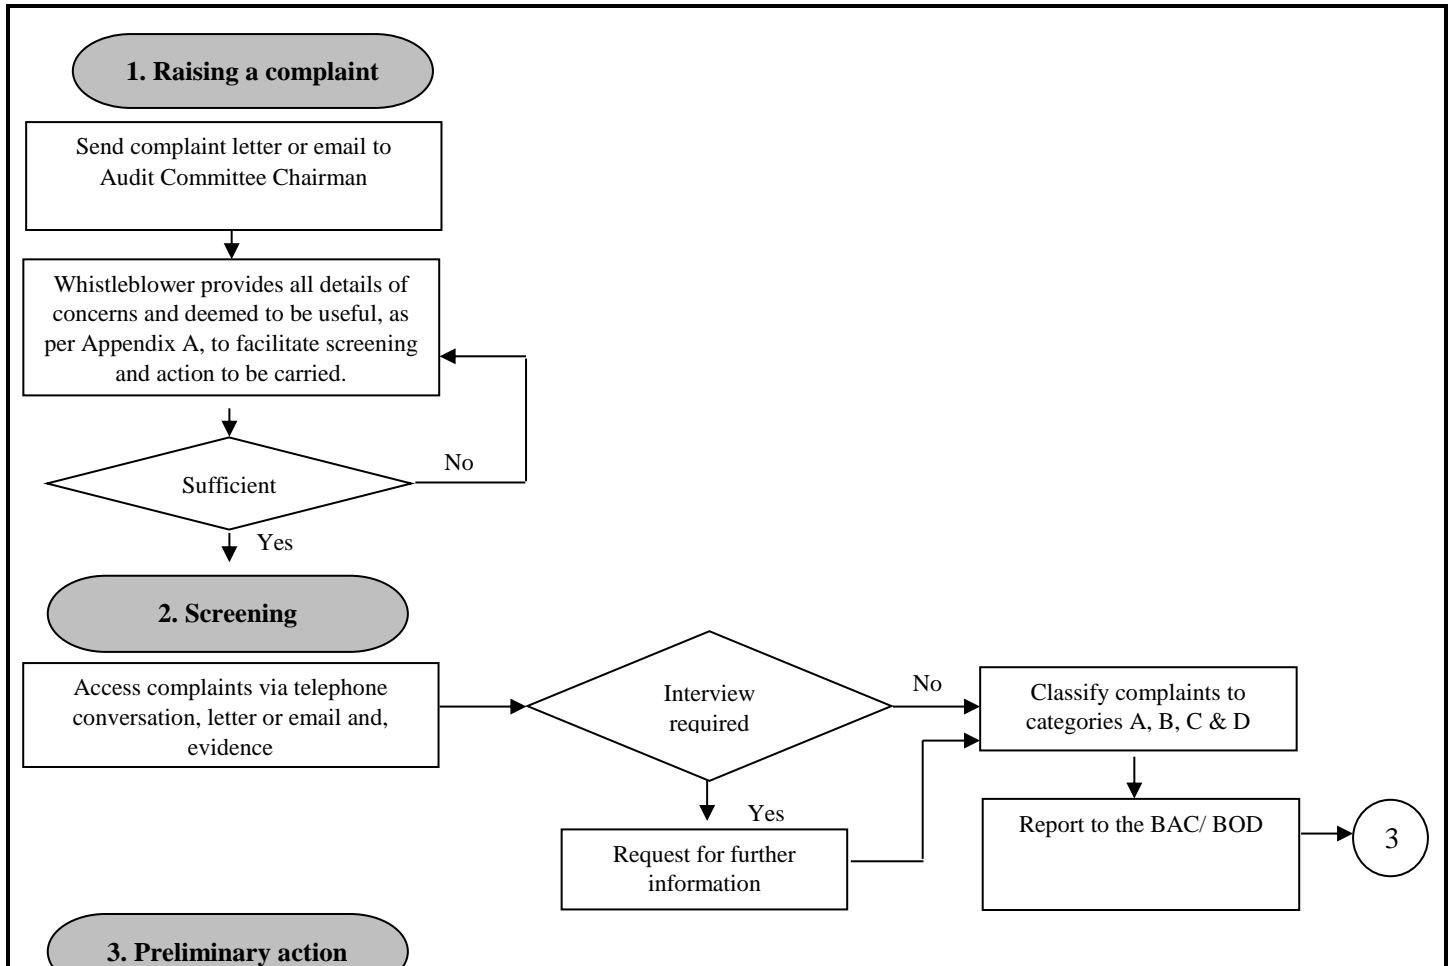 1. Raising a complaint
Send complaint letter or email to
Audit Committee Chairman
Whistleblower provides all details of
concerns and deemed to be useful, as
per Appendix A, to facilitate screening
and action to be carried.
Sufficient
No
Yes
2. Screening
Access complaints via telephone
conversation, letter or email and,
evidence
Interview
required
No
Yes
Request for further
information
Classify complaints to
categories A, B, C & D
Report to the BAC/ BOD
3
3. Preliminary action